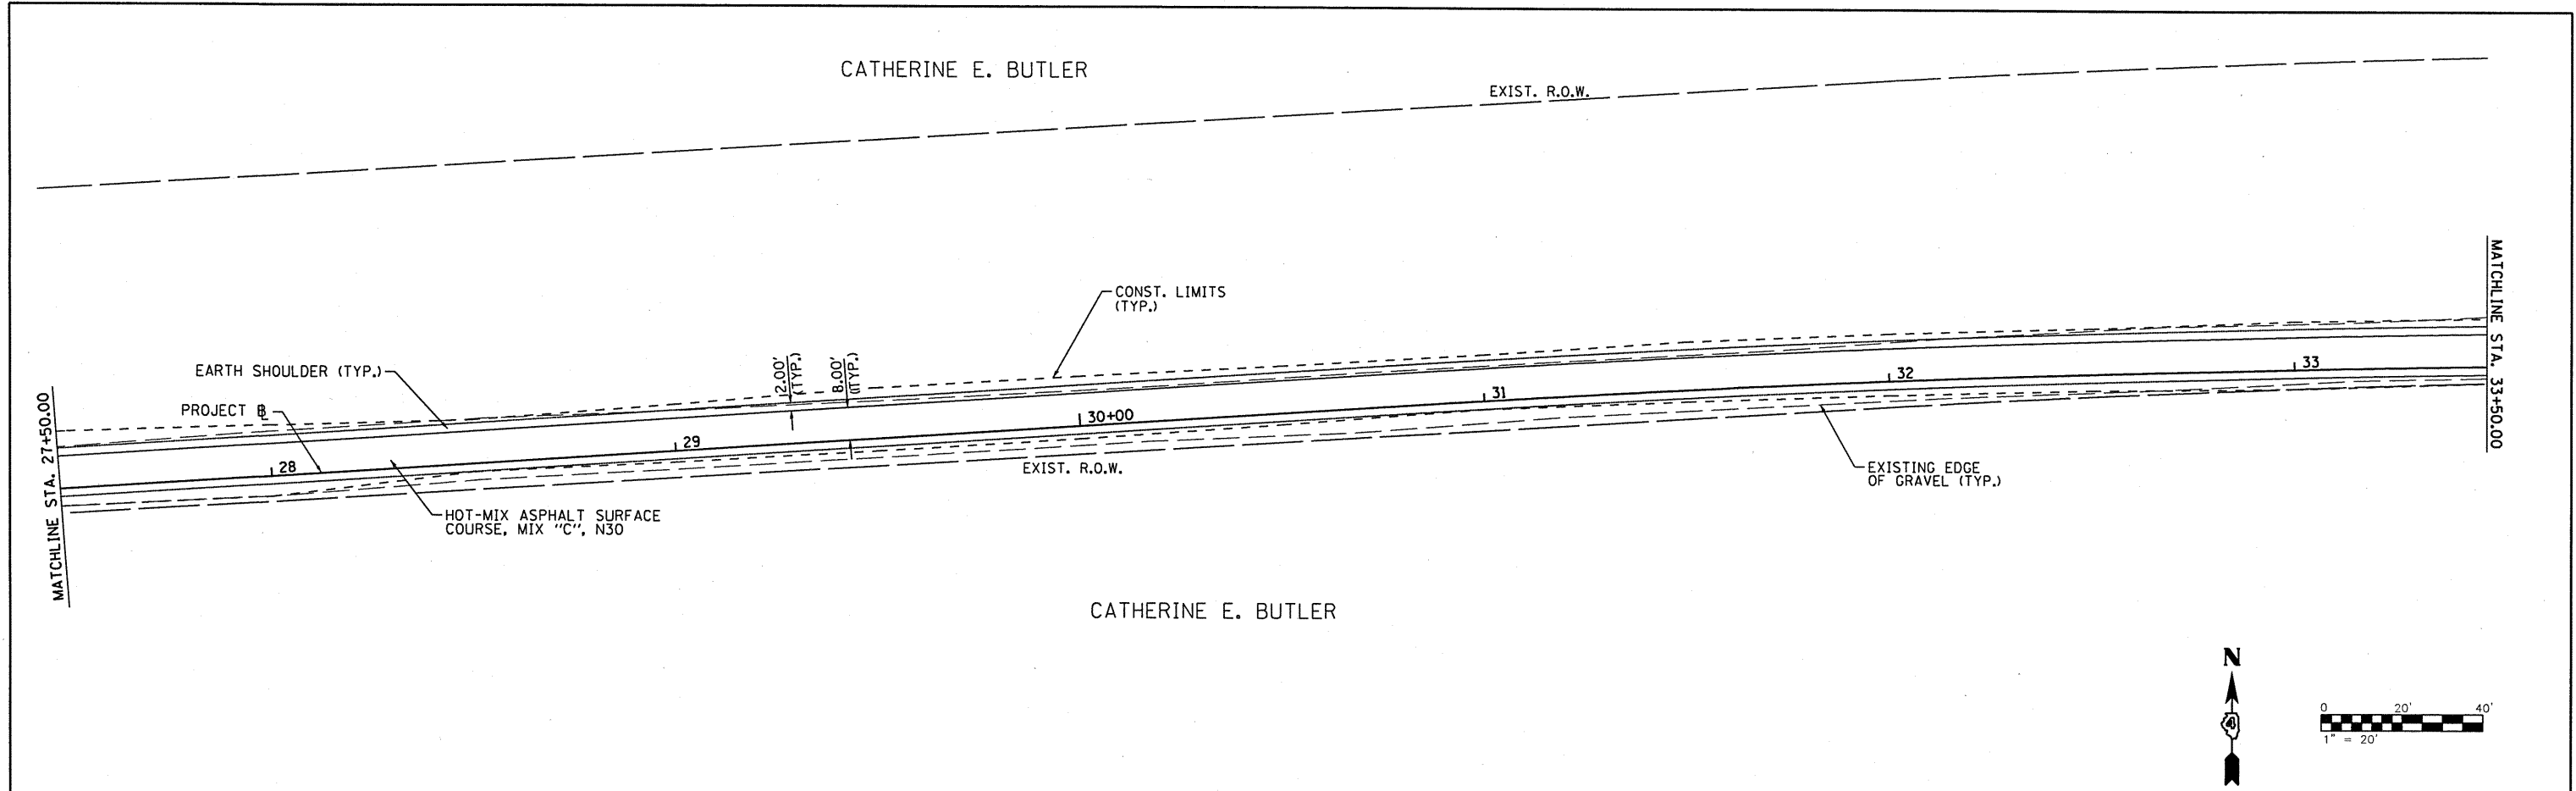 CATHERINE E. BUTLER
EXIST. R.O.W.
CONST. LIMITS
(TYP.)
EARTH SHOULDER (TYP.)
PROJECT ℄
2.00'
(TYP.)
8.00'
(TYP.)
28
29
30+00
31
32
33
MATCHLINE STA. 27+50.00
MATCHLINE STA. 33+50.00
EXIST. R.O.W.
EXISTING EDGE
OF GRAVEL (TYP.)
HOT-MIX ASPHALT SURFACE
COURSE, MIX "C", N30
CATHERINE E. BUTLER
N
4
0 20' 40'
1" = 20'